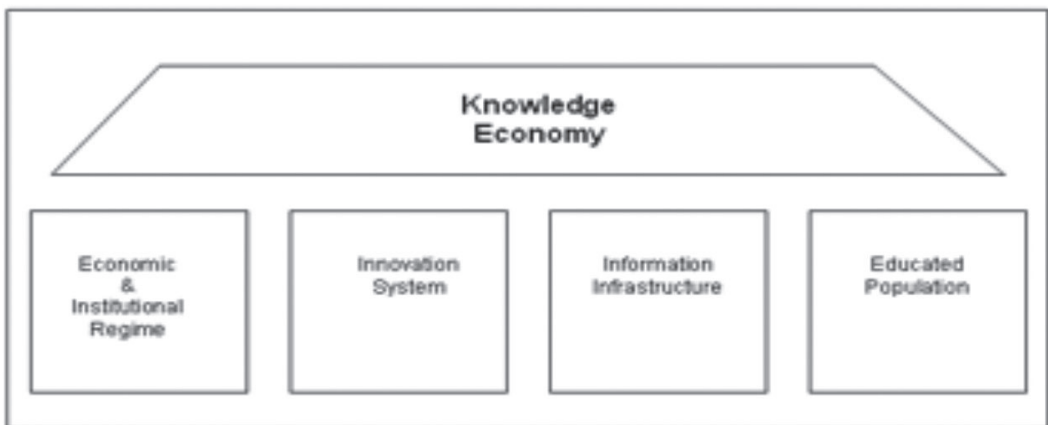 Knowledge
Economy
Economic
&
Institutional
Regime
Innovation
System
Information
Infrastructure
Educated
Population